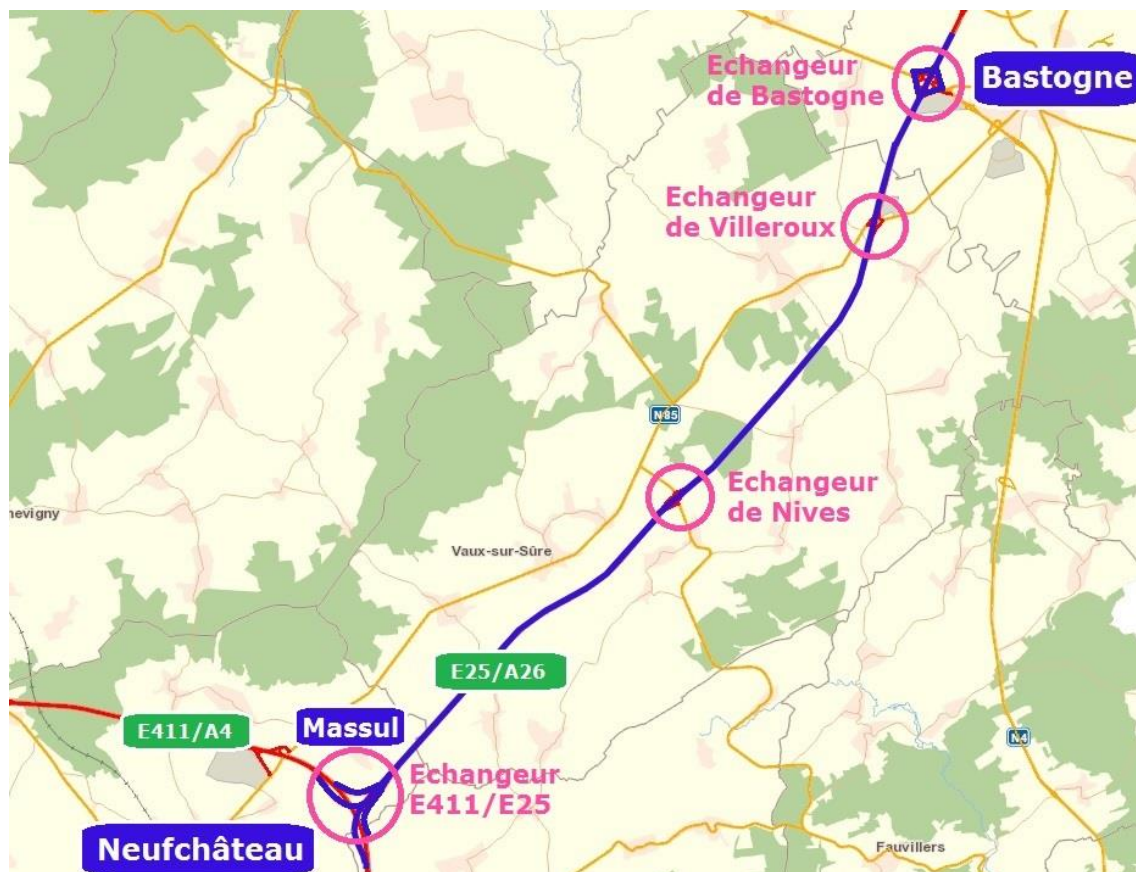 Echangeur
de Bastogne
Bastogne
Echangeur
de Villeroux
N85
Echangeur
de Nives
nevigny
Vaux-sur-Sûre
E25/A26
E411/A4
Massul
N4
Echangeur
E411/E25
Neufchâteau
Fauvillers